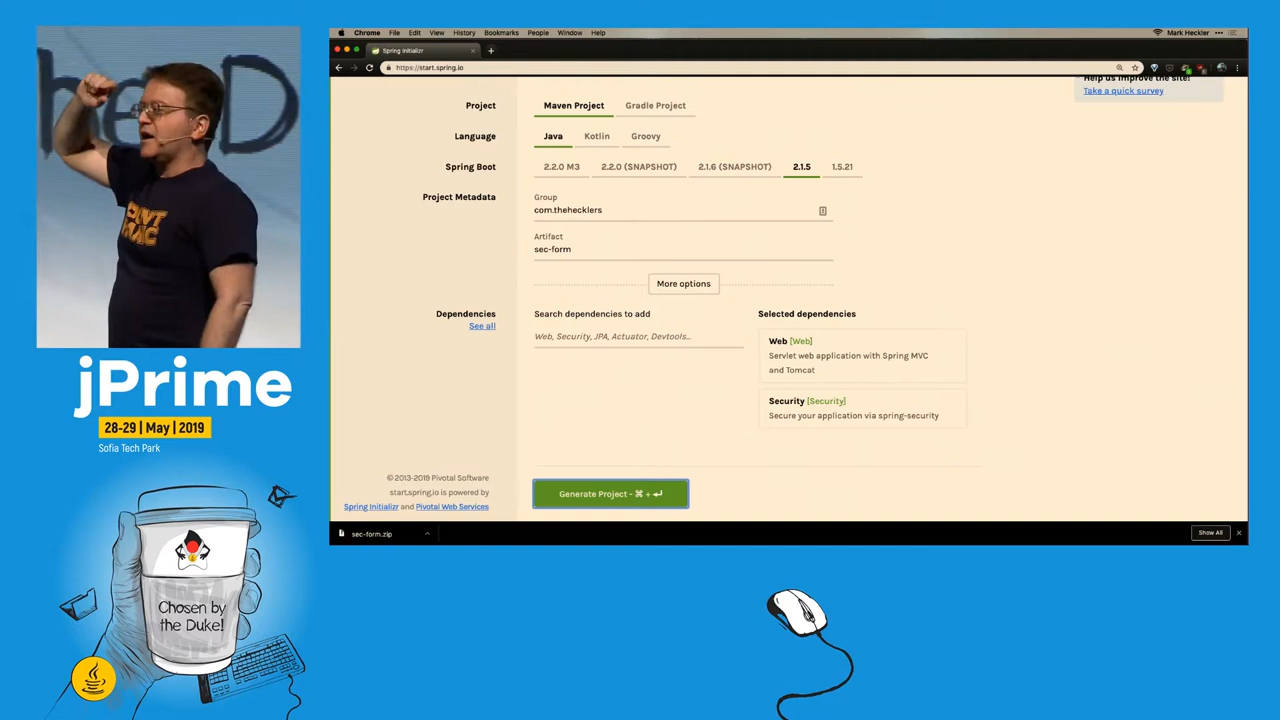 heD
PRINT
MAC
jPrime
28-29 | May | 2019
Sofia Tech Park
Chosen by
the Duke!
Chrome File Edit View History Bookmarks People Window Help
Mark Heckler
Spring Initializr
https://start.spring.io
Help us improve the site!
Take a quick survey
Project
Maven Project Gradle Project
Language
Java Kotlin Groovy
Spring Boot
2.2.0 M3 2.2.0 (SNAPSHOT) 2.1.6 (SNAPSHOT) 2.1.5 1.5.21
Project Metadata
Group
com.thehecklers
Artifact
sec-form
More options
Dependencies
See all
Search dependencies to add
Web, Security, JPA, Actuator, Devtools...
Selected dependencies
Web [Web]
Servlet web application with Spring MVC
and Tomcat
Security [Security]
Secure your application via spring-security
© 2013-2019 Pivotal Software
start.spring.io is powered by
Spring Initializr and Pivotal Web Services
Generate Project - ⌘ + ↵
sec-form.zip
Show All